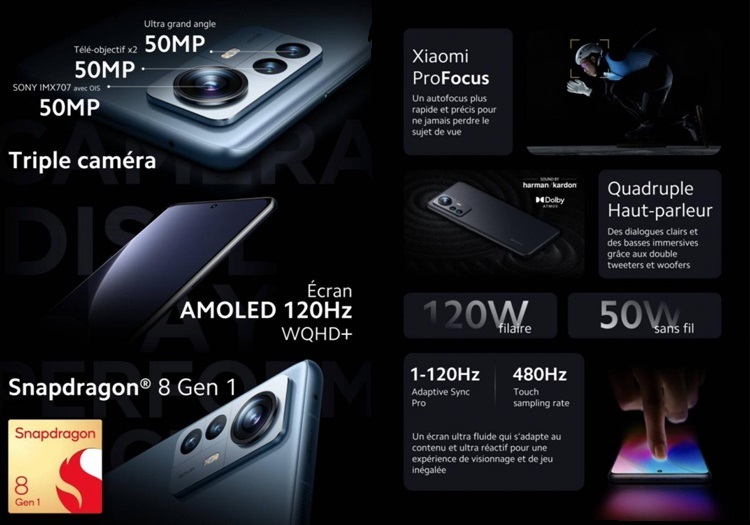 Ultra grand angle
50MP
Télé-objectif x2
50MP
SONY IMX707 avec OIS
50MP
Triple caméra
Écran
AMOLED 120Hz
WQHD+
Snapdragon® 8 Gen 1
Snapdragon
8
Gen 1
Xiaomi
ProFocus
Un autofocus plus
rapide et précis pour
ne jamais perdre le
sujet de vue
SOUND BY
harman/kardon
Dolby
ATMOS
Quadruple
Haut-parleur
Des dialogues clairs et
des basses immersives
grâce aux double
tweeters et woofers
120W
filaire
50W
sans fil
1-120Hz
Adaptive Sync
Pro
480Hz
Touch
sampling rate
Un écran ultra fluide qui s'adapte au
contenu et ultra réactif pour une
expérience de visionnage et de jeu
inégalée